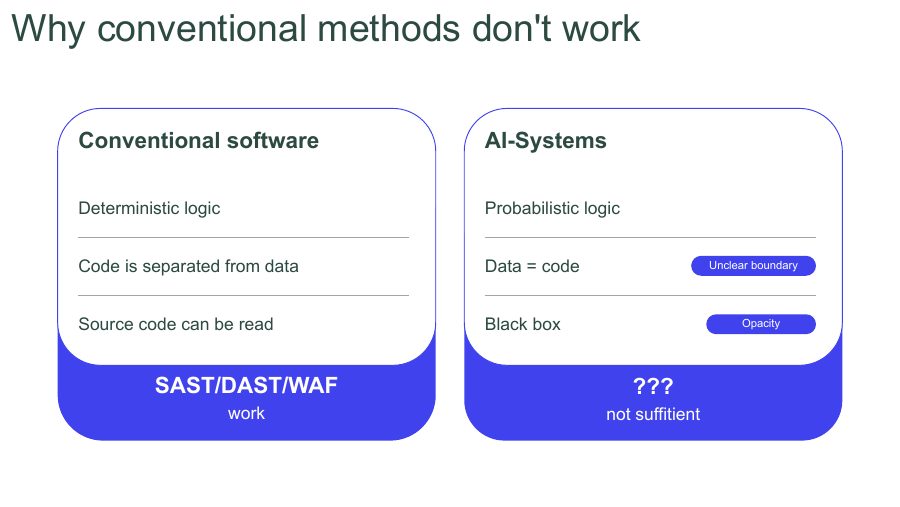 Why conventional methods don't work
Conventional software
Deterministic logic
Code is separated from data
Source code can be read
SAST/DAST/WAF
work
AI-Systems
Probabilistic logic
Data = code
Unclear boundary
Black box
Opacity
???
not suffitient